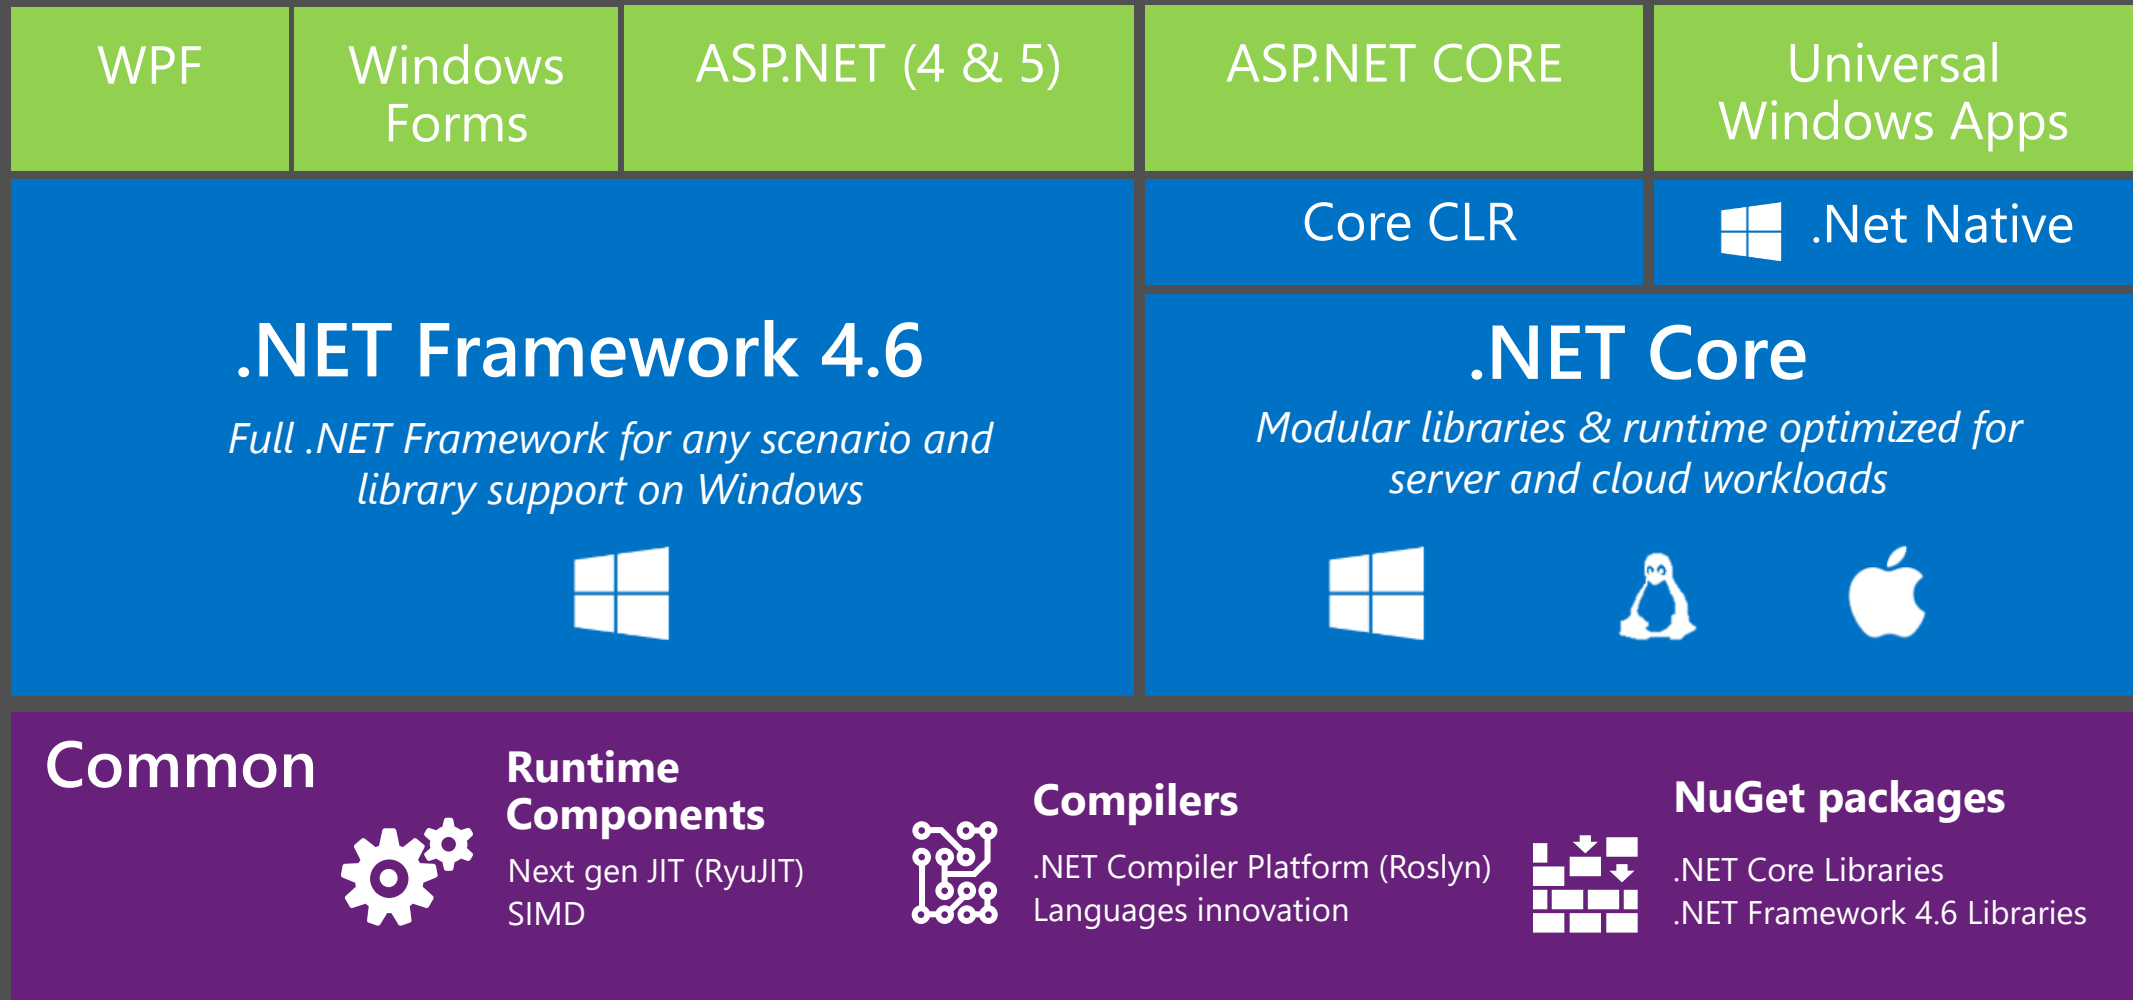 WPF
Windows
Forms
ASP.NET (4 & 5)
ASP.NET CORE
Universal
Windows Apps
Core CLR
.Net Native
.NET Framework 4.6
Full .NET Framework for any scenario and
library support on Windows
.NET Core
Modular libraries & runtime optimized for
server and cloud workloads
Common
Runtime
Components
Next gen JIT (RyuJIT)
SIMD
Compilers
.NET Compiler Platform (Roslyn)
Languages innovation
NuGet packages
.NET Core Libraries
.NET Framework 4.6 Libraries